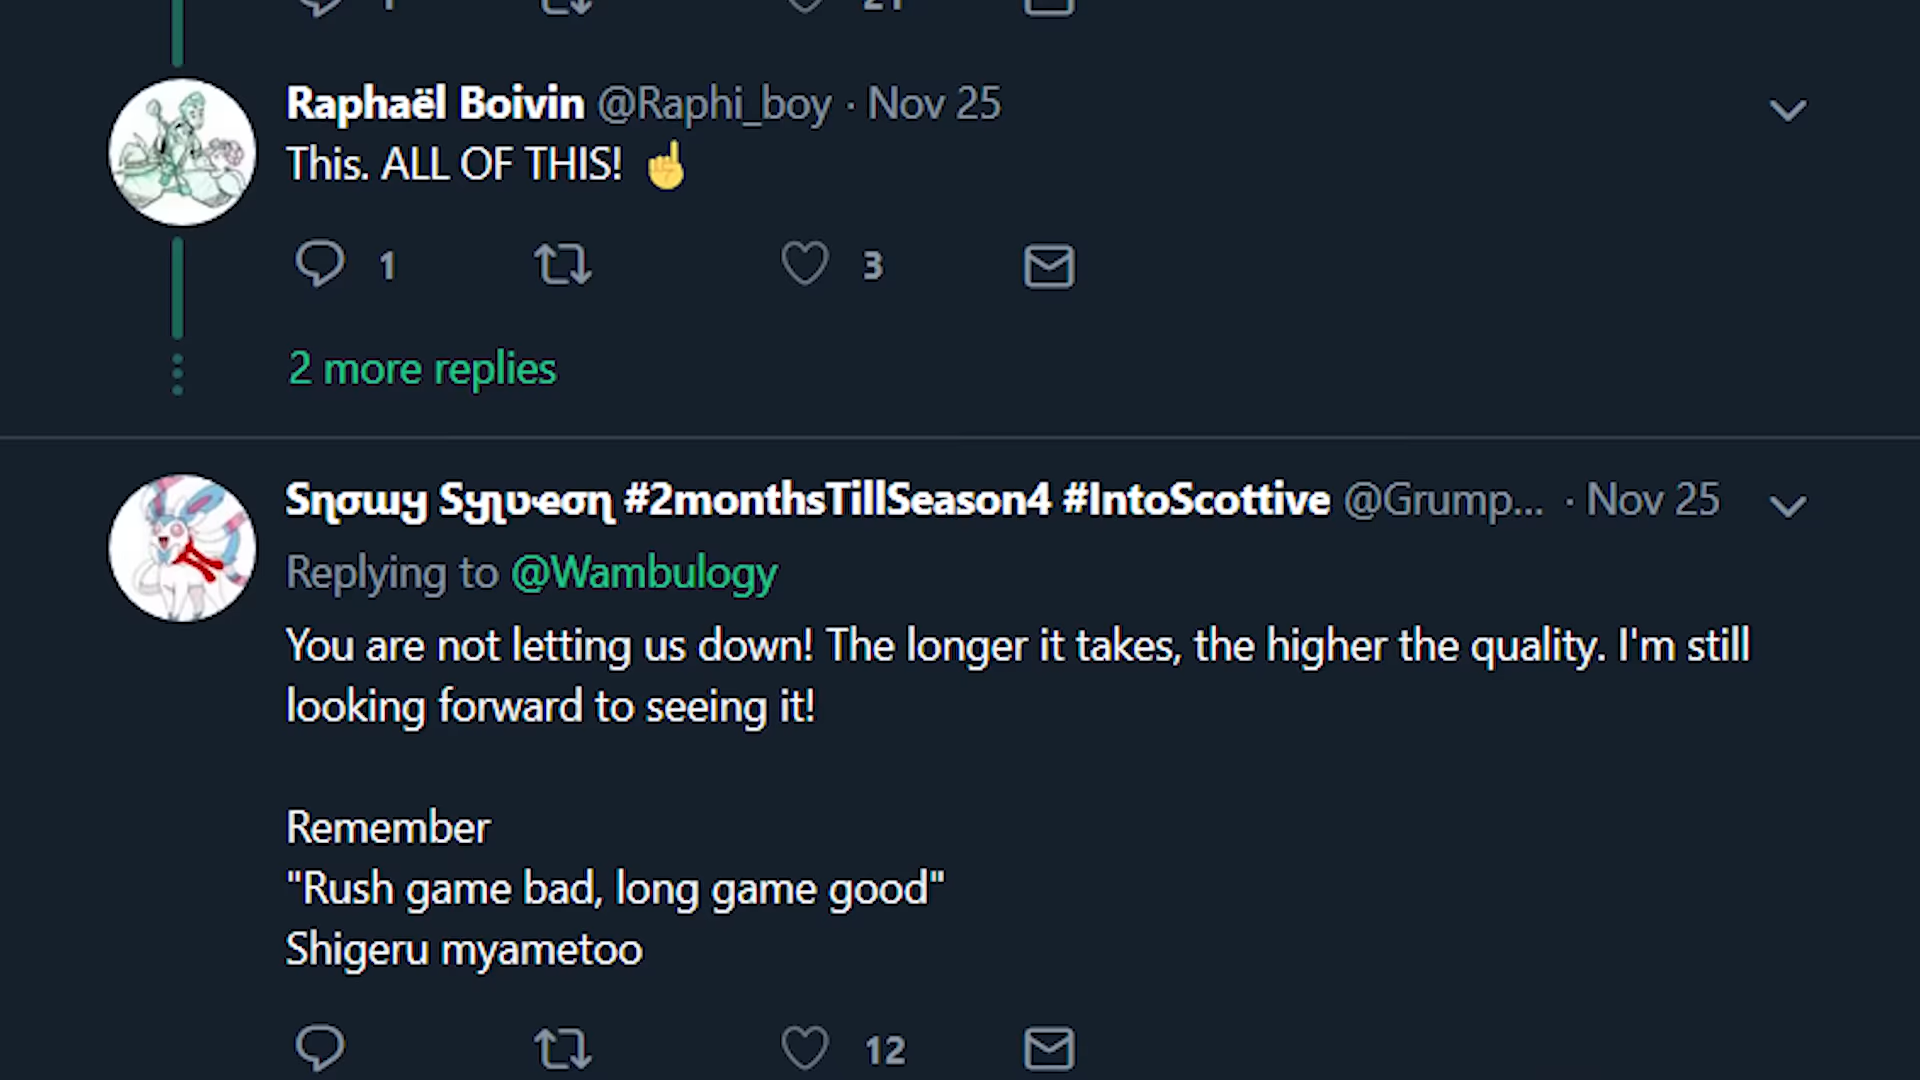 Raphaël Boivin @Raphi_boy · Nov 25
This. ALL OF THIS! ☝
1 3
2 more replies
Sɳσɯყ Sყʅʋҽσɳ #2monthsTillSeason4 #IntoScottive @Grump... · Nov 25
Replying to @Wambulogy
You are not letting us down! The longer it takes, the higher the quality. I'm still
looking forward to seeing it!
Remember
"Rush game bad, long game good"
Shigeru myametoo
12